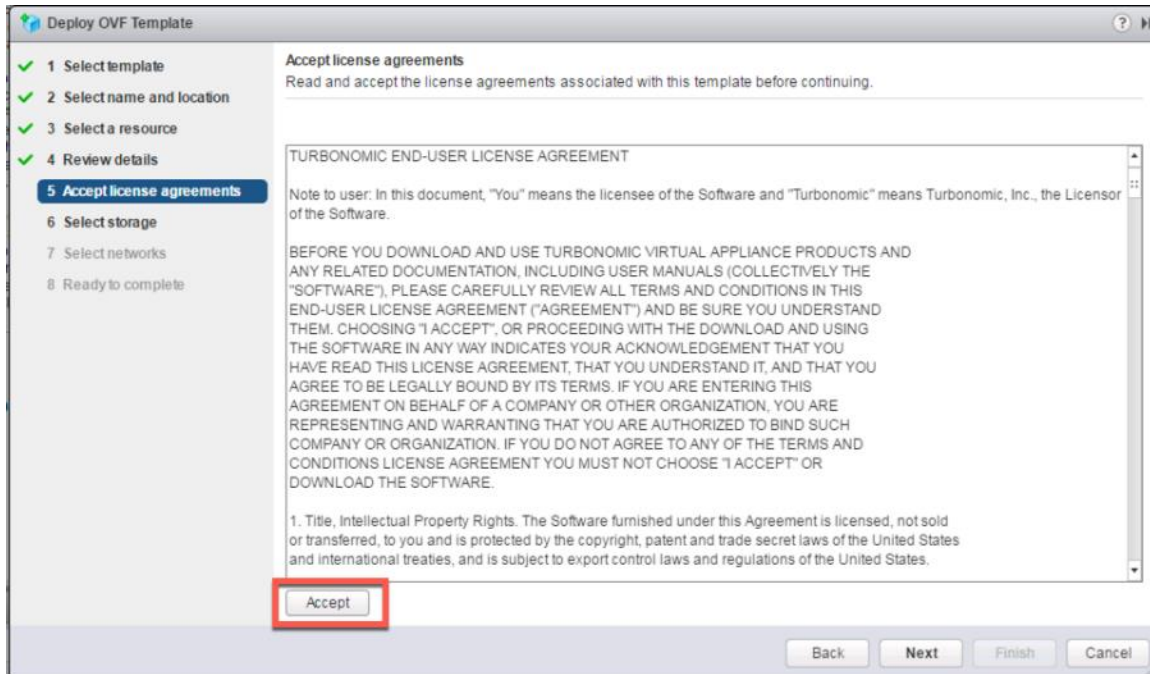 Deploy OVF Template
?
1 Select template
2 Select name and location
3 Select a resource
4 Review details
5 Accept license agreements
6 Select storage
7 Select networks
8 Ready to complete
Accept license agreements
Read and accept the license agreements associated with this template before continuing.
TURBONOMIC END-USER LICENSE AGREEMENT
Note to user: In this document, "You" means the licensee of the Software and "Turbonomic" means Turbonomic, Inc., the Licensor
of the Software.
BEFORE YOU DOWNLOAD AND USE TURBONOMIC VIRTUAL APPLIANCE PRODUCTS AND
ANY RELATED DOCUMENTATION, INCLUDING USER MANUALS (COLLECTIVELY THE
"SOFTWARE"), PLEASE CAREFULLY REVIEW ALL TERMS AND CONDITIONS IN THIS
END-USER LICENSE AGREEMENT ("AGREEMENT") AND BE SURE YOU UNDERSTAND
THEM. CHOOSING "I ACCEPT", OR PROCEEDING WITH THE DOWNLOAD AND USING
THE SOFTWARE IN ANY WAY INDICATES YOUR ACKNOWLEDGEMENT THAT YOU
HAVE READ THIS LICENSE AGREEMENT, THAT YOU UNDERSTAND IT, AND THAT YOU
AGREE TO BE LEGALLY BOUND BY ITS TERMS. IF YOU ARE ENTERING THIS
AGREEMENT ON BEHALF OF A COMPANY OR OTHER ORGANIZATION, YOU ARE
REPRESENTING AND WARRANTING THAT YOU ARE AUTHORIZED TO BIND SUCH
COMPANY OR ORGANIZATION. IF YOU DO NOT AGREE TO ANY OF THE TERMS AND
CONDITIONS LICENSE AGREEMENT YOU MUST NOT CHOOSE "I ACCEPT" OR
DOWNLOAD THE SOFTWARE.
1. Title, Intellectual Property Rights. The Software furnished under this Agreement is licensed, not sold
or transferred, to you and is protected by the copyright, patent and trade secret laws of the United States
and international treaties, and is subject to export control laws and regulations of the United States.
Accept
Back
Next
Finish
Cancel